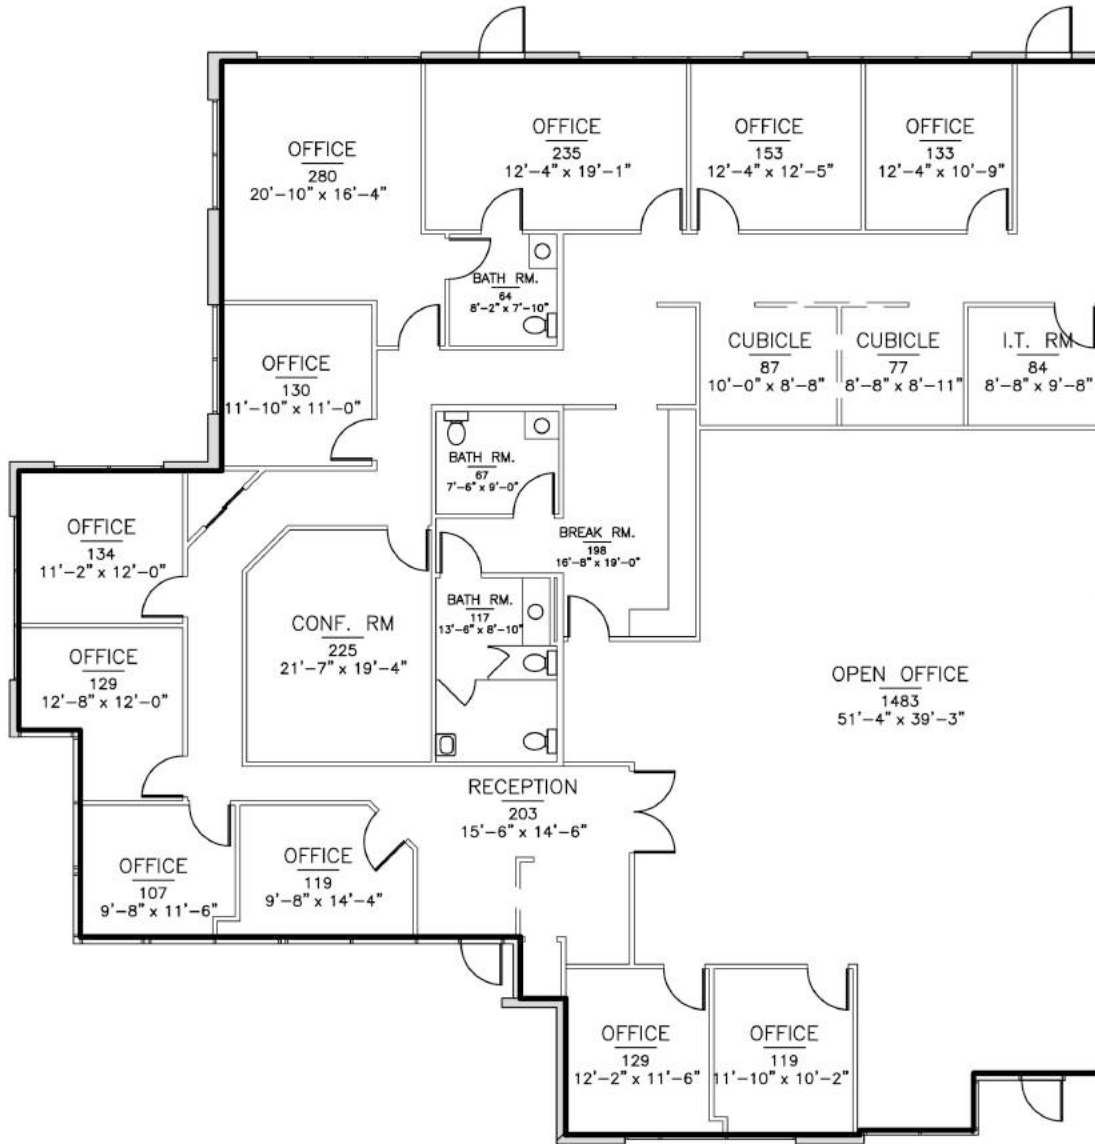 OFFICE
280
20'-10" x 16'-4"
OFFICE
235
12'-4" x 19'-1"
OFFICE
153
12'-4" x 12'-5"
OFFICE
133
12'-4" x 10'-9"
BATH RM.
64
8'-2" x 7'-10"
OFFICE
130
11'-10" x 11'-0"
CUBICLE
87
10'-0" x 8'-8"
CUBICLE
77
8'-8" x 8'-11"
I.T. RM
84
8'-8" x 9'-8"
BATH RM.
67
7'-6" x 9'-0"
OFFICE
134
11'-2" x 12'-0"
BREAK RM.
198
16'-8" x 19'-0"
CONF. RM
225
21'-7" x 19'-4"
BATH RM.
117
13'-6" x 8'-10"
OFFICE
129
12'-8" x 12'-0"
OPEN OFFICE
1483
51'-4" x 39'-3"
RECEPTION
203
15'-6" x 14'-6"
OFFICE
107
9'-8" x 11'-6"
OFFICE
119
9'-8" x 14'-4"
OFFICE
129
12'-2" x 11'-6"
OFFICE
119
11'-10" x 10'-2"